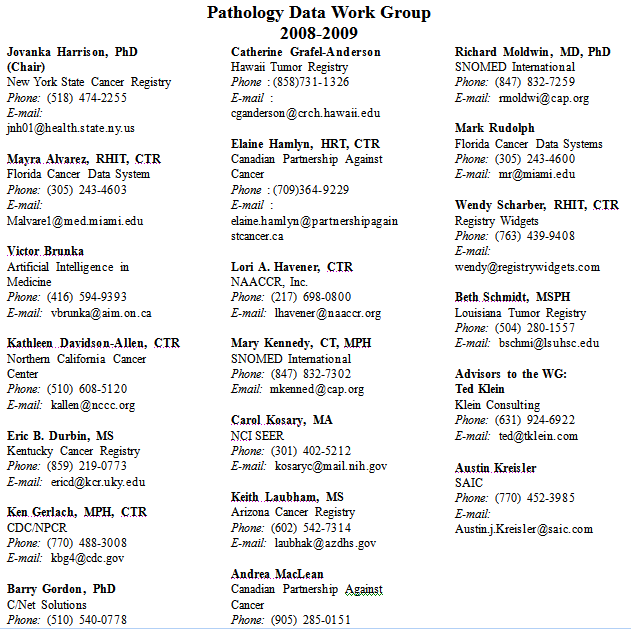 Pathology Data Work Group
2008-2009
Jovanka Harrison, PhD
(Chair)
New York State Cancer Registry
Phone: (518) 474-2255
E-mail:
jnh01@health.state.ny.us
Mayra Alvarez, RHIT, CTR
Florida Cancer Data System
Phone: (305) 243-4603
E-mail:
Malvare1@med.miami.edu
Victor Brunka
Artificial Intelligence in
Medicine
Phone: (416) 594-9393
E-mail: vbrunka@aim.on.ca
Kathleen Davidson-Allen, CTR
Northern California Cancer
Center
Phone: (510) 608-5120
E-mail: kallen@nccc.org
Eric B. Durbin, MS
Kentucky Cancer Registry
Phone: (859) 219-0773
E-mail: ericd@kcr.uky.edu
Ken Gerlach, MPH, CTR
CDC/NPCR
Phone: (770) 488-3008
E-mail: kbg4@cdc.gov
Barry Gordon, PhD
C/Net Solutions
Phone: (510) 540-0778
Catherine Grafel-Anderson
Hawaii Tumor Registry
Phone : (858)731-1326
E-mail :
cganderson@crch.hawaii.edu
Elaine Hamlyn, HRT, CTR
Canadian Partnership Against
Cancer
Phone : (709)364-9229
E-mail :
elaine.hamlyn@partnershipagain
stcancer.ca
Lori A. Havener, CTR
NAACCR, Inc.
Phone: (217) 698-0800
E-mail: lhavener@naaccr.org
Mary Kennedy, CT, MPH
SNOMED International
Phone: (847) 832-7302
Email: mkenned@cap.org
Carol Kosary, MA
NCI SEER
Phone: (301) 402-5212
E-mail: kosaryc@mail.nih.gov
Keith Laubham, MS
Arizona Cancer Registry
Phone: (602) 542-7314
E-mail: laubhak@azdhs.gov
Andrea MacLean
Canadian Partnership Against
Cancer
Phone: (905) 285-0151
Richard Moldwin, MD, PhD
SNOMED International
Phone: (847) 832-7259
E-mail: rmoldwi@cap.org
Mark Rudolph
Florida Cancer Data Systems
Phone: (305) 243-4600
E-mail: mr@miami.edu
Wendy Scharber, RHIT, CTR
Registry Widgets
Phone: (763) 439-9408
E-mail:
wendy@registrywidgets.com
Beth Schmidt, MSPH
Louisiana Tumor Registry
Phone: (504) 280-1557
E-mail: bschmi@lsuhsc.edu
Advisors to the WG:
Ted Klein
Klein Consulting
Phone: (631) 924-6922
E-mail: ted@tklein.com
Austin Kreisler
SAIC
Phone: (770) 452-3985
E-mail:
Austin.j.Kreisler@saic.com